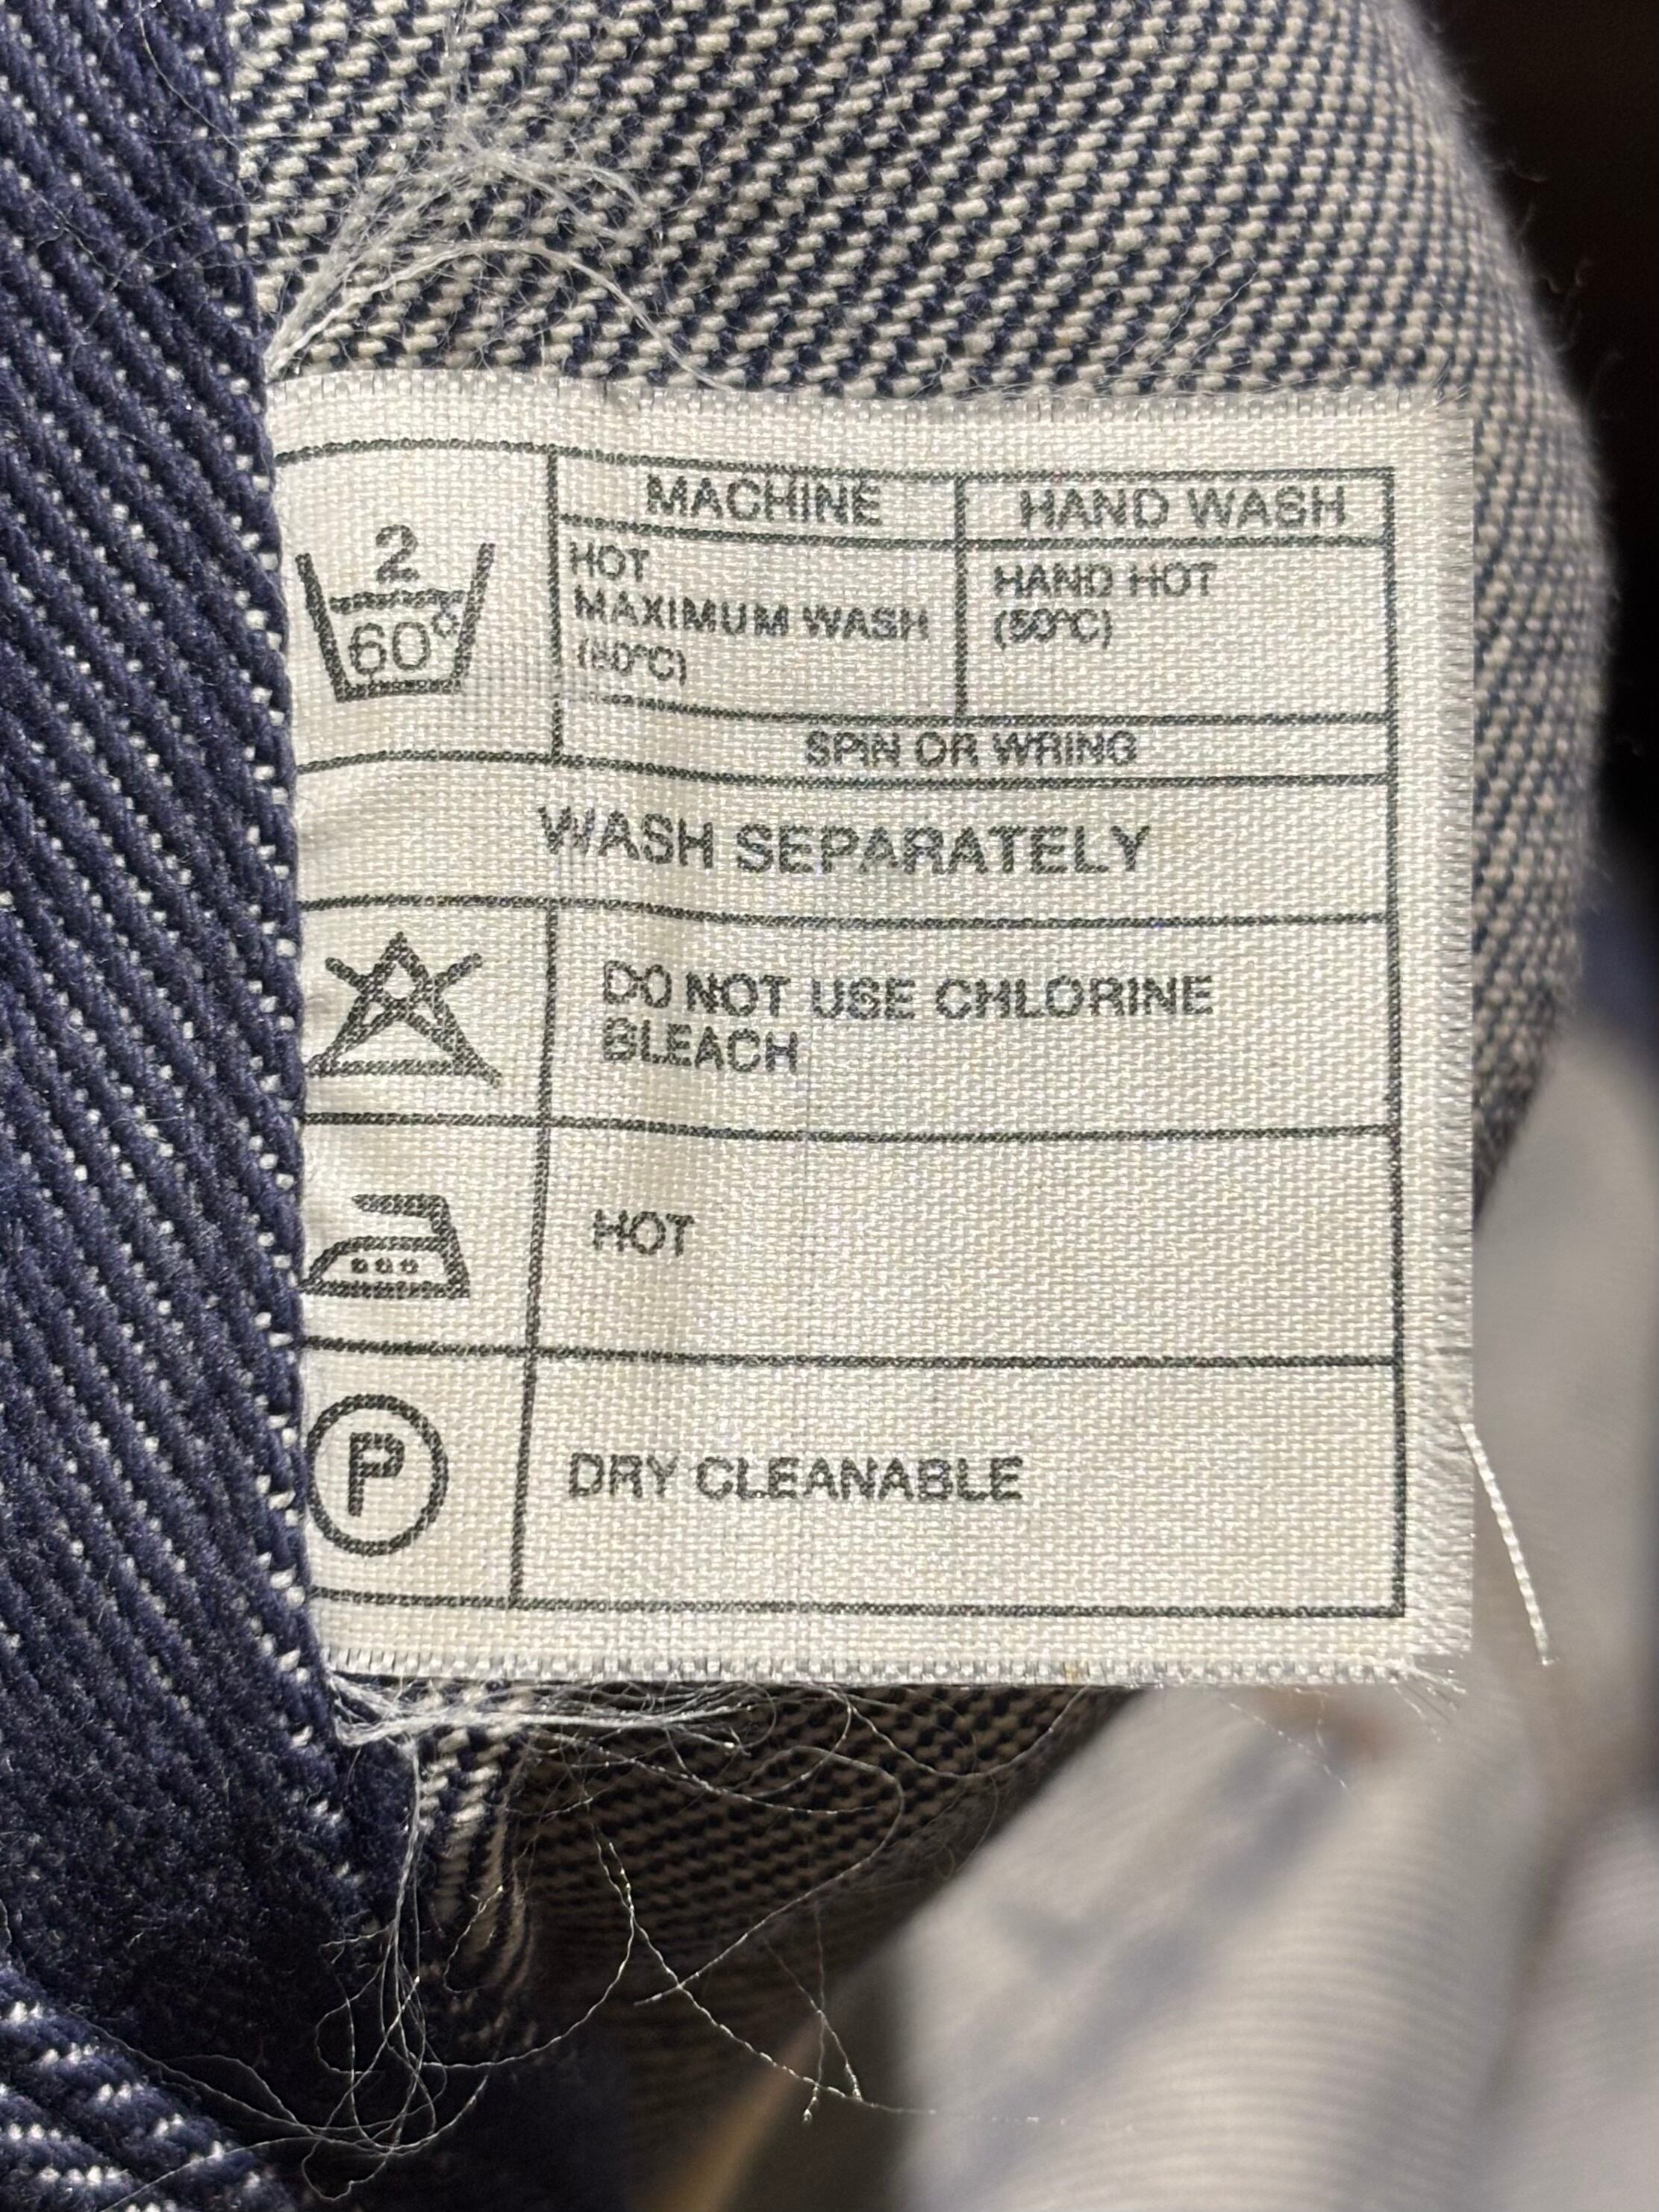 2
60°
MACHINE
HOT
MAXIMUM WASH
(60°C)
HAND WASH
HAND HOT
(50°C)
SPIN OR WRING
WASH SEPARATELY
DO NOT USE CHLORINE
BLEACH
HOT
P
DRY CLEANABLE